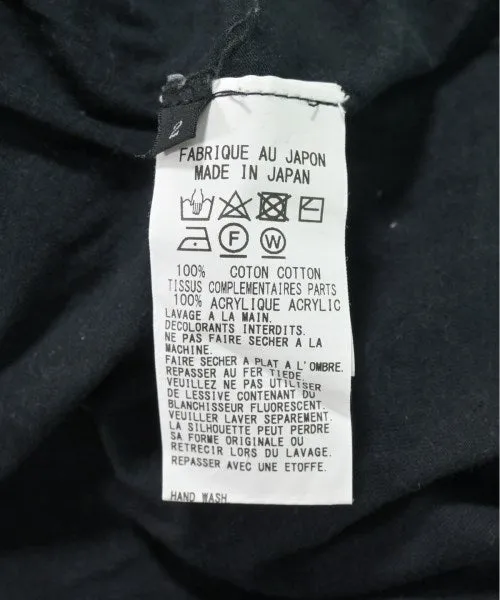 2
FABRIQUE AU JAPON
MADE IN JAPAN
F W
100% COTON COTTON
TISSUS COMPLEMENTAIRES PARTS
100% ACRYLIQUE ACRYLIC
LAVAGE A LA MAIN.
DECOLORANTS INTERDITS.
NE PAS FAIRE SECHER A LA
MACHINE.
FAIRE SECHER A PLAT A L'OMBRE.
REPASSER AU FER TIEDE.
VEUILLEZ NE PAS UTILISER
DE LESSIVE CONTENANT DU
BLANCHISSEUR FLUORESCENT.
VEUILLER LAVER SEPAREMENT.
LA SILHOUETTE PEUT PERDRE
SA FORME ORIGINALE OU
RETRECIR LORS DU LAVAGE.
REPASSER AVEC UNE ETOFFE.
HAND WASH